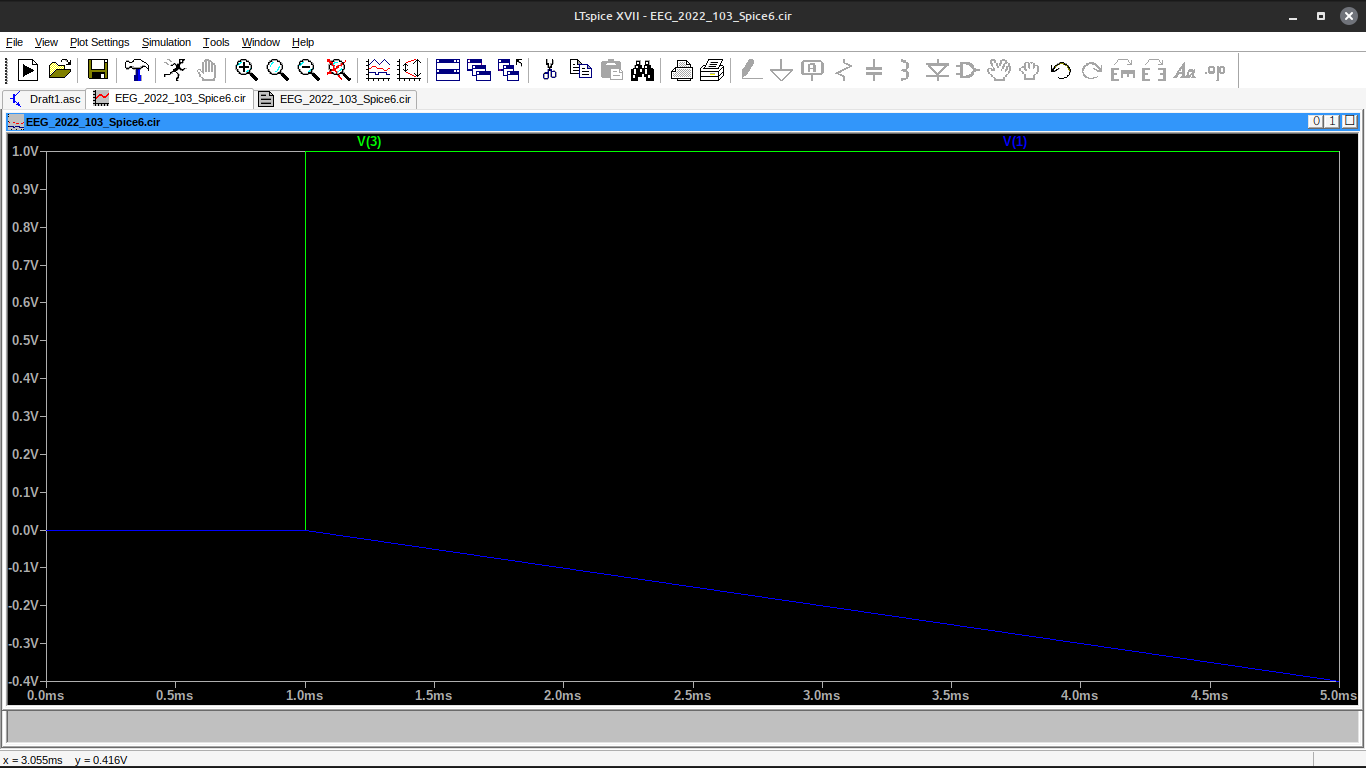 LTspice XVII - EEG_2022_103_Spice6.cir
File View Plot Settings Simulation Tools Window Help
Draft1.asc EEG_2022_103_Spice6.cir EEG_2022_103_Spice6.cir
EEG_2022_103_Spice6.cir
V(3) V(1)
1.0V
0.9V
0.8V
0.7V
0.6V
0.5V
0.4V
0.3V
0.2V
0.1V
0.0V
-0.1V
-0.2V
-0.3V
-0.4V
0.0ms 0.5ms 1.0ms 1.5ms 2.0ms 2.5ms 3.0ms 3.5ms 4.0ms 4.5ms 5.0ms
x = 3.055ms y = 0.416V